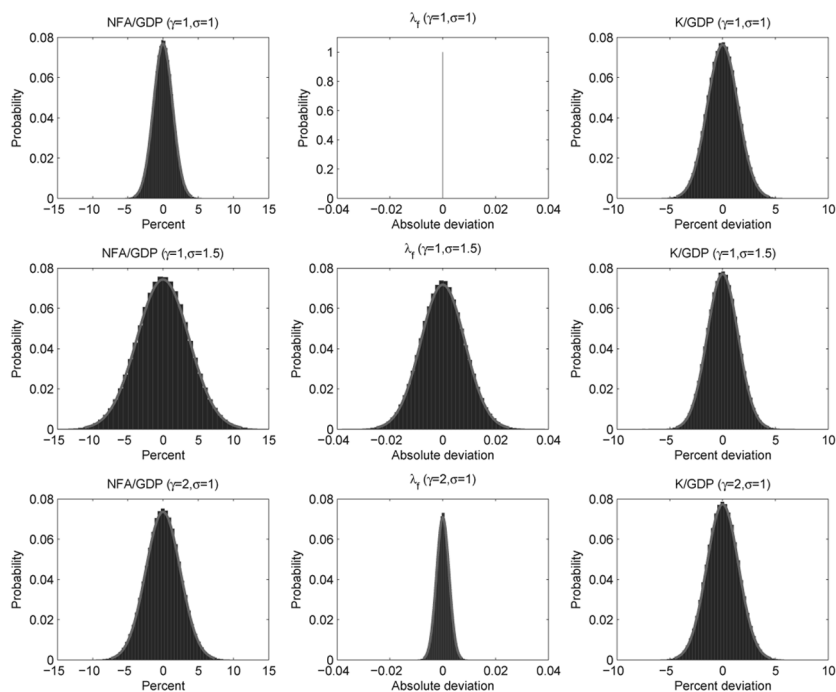 NFA/GDP (γ=1,σ=1)
λf (γ=1,σ=1)
K/GDP (γ=1,σ=1)
Probability
0.08
0.06
0.04
0.02
0
−15 −10 −5 0 5 10 15
Percent
Probability
1
0.8
0.6
0.4
0.2
0
−0.04 −0.02 0 0.02 0.04
Absolute deviation
Probability
0.08
0.06
0.04
0.02
0
−10 −5 0 5 10
Percent deviation
NFA/GDP (γ=1,σ=1.5)
λf (γ=1,σ=1.5)
K/GDP (γ=1,σ=1.5)
Probability
0.08
0.06
0.04
0.02
0
−15 −10 −5 0 5 10 15
Percent
Probability
0.08
0.06
0.04
0.02
0
−0.04 −0.02 0 0.02 0.04
Absolute deviation
Probability
0.08
0.06
0.04
0.02
0
−10 −5 0 5 10
Percent deviation
NFA/GDP (γ=2,σ=1)
λf (γ=2,σ=1)
K/GDP (γ=2,σ=1)
Probability
0.08
0.06
0.04
0.02
0
−15 −10 −5 0 5 10 15
Percent
Probability
0.08
0.06
0.04
0.02
0
−0.04 −0.02 0 0.02 0.04
Absolute deviation
Probability
0.08
0.06
0.04
0.02
0
−10 −5 0 5 10
Percent deviation